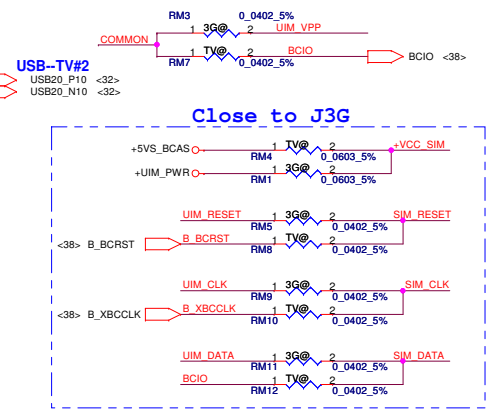 RM3 0_0402_5%
1 3G@ 2 UIM_VPP
COMMON
1 TV@ 2 BCIO
RM7 0_0402_5%
BCIO <38>
USB--TV#2
USB20_P10 <32>
USB20_N10 <32>
Close to J3G
+5VS_BCAS 1 TV@ 2 +VCC_SIM
RM4 0_0603_5%
+UIM_PWR 1 3G@ 2
RM1 0_0603_5%
UIM_RESET 1 3G@ 2 SIM_RESET
RM5 0_0402_5%
<38> B_BCRST B_BCRST 1 TV@ 2
RM8 0_0402_5%
UIM_CLK 1 3G@ 2 SIM_CLK
RM9 0_0402_5%
<38> B_XBCCLK B_XBCCLK 1 TV@ 2
RM10 0_0402_5%
UIM_DATA 1 3G@ 2 SIM_DATA
RM11 0_0402_5%
BCIO 1 TV@ 2
RM12 0_0402_5%